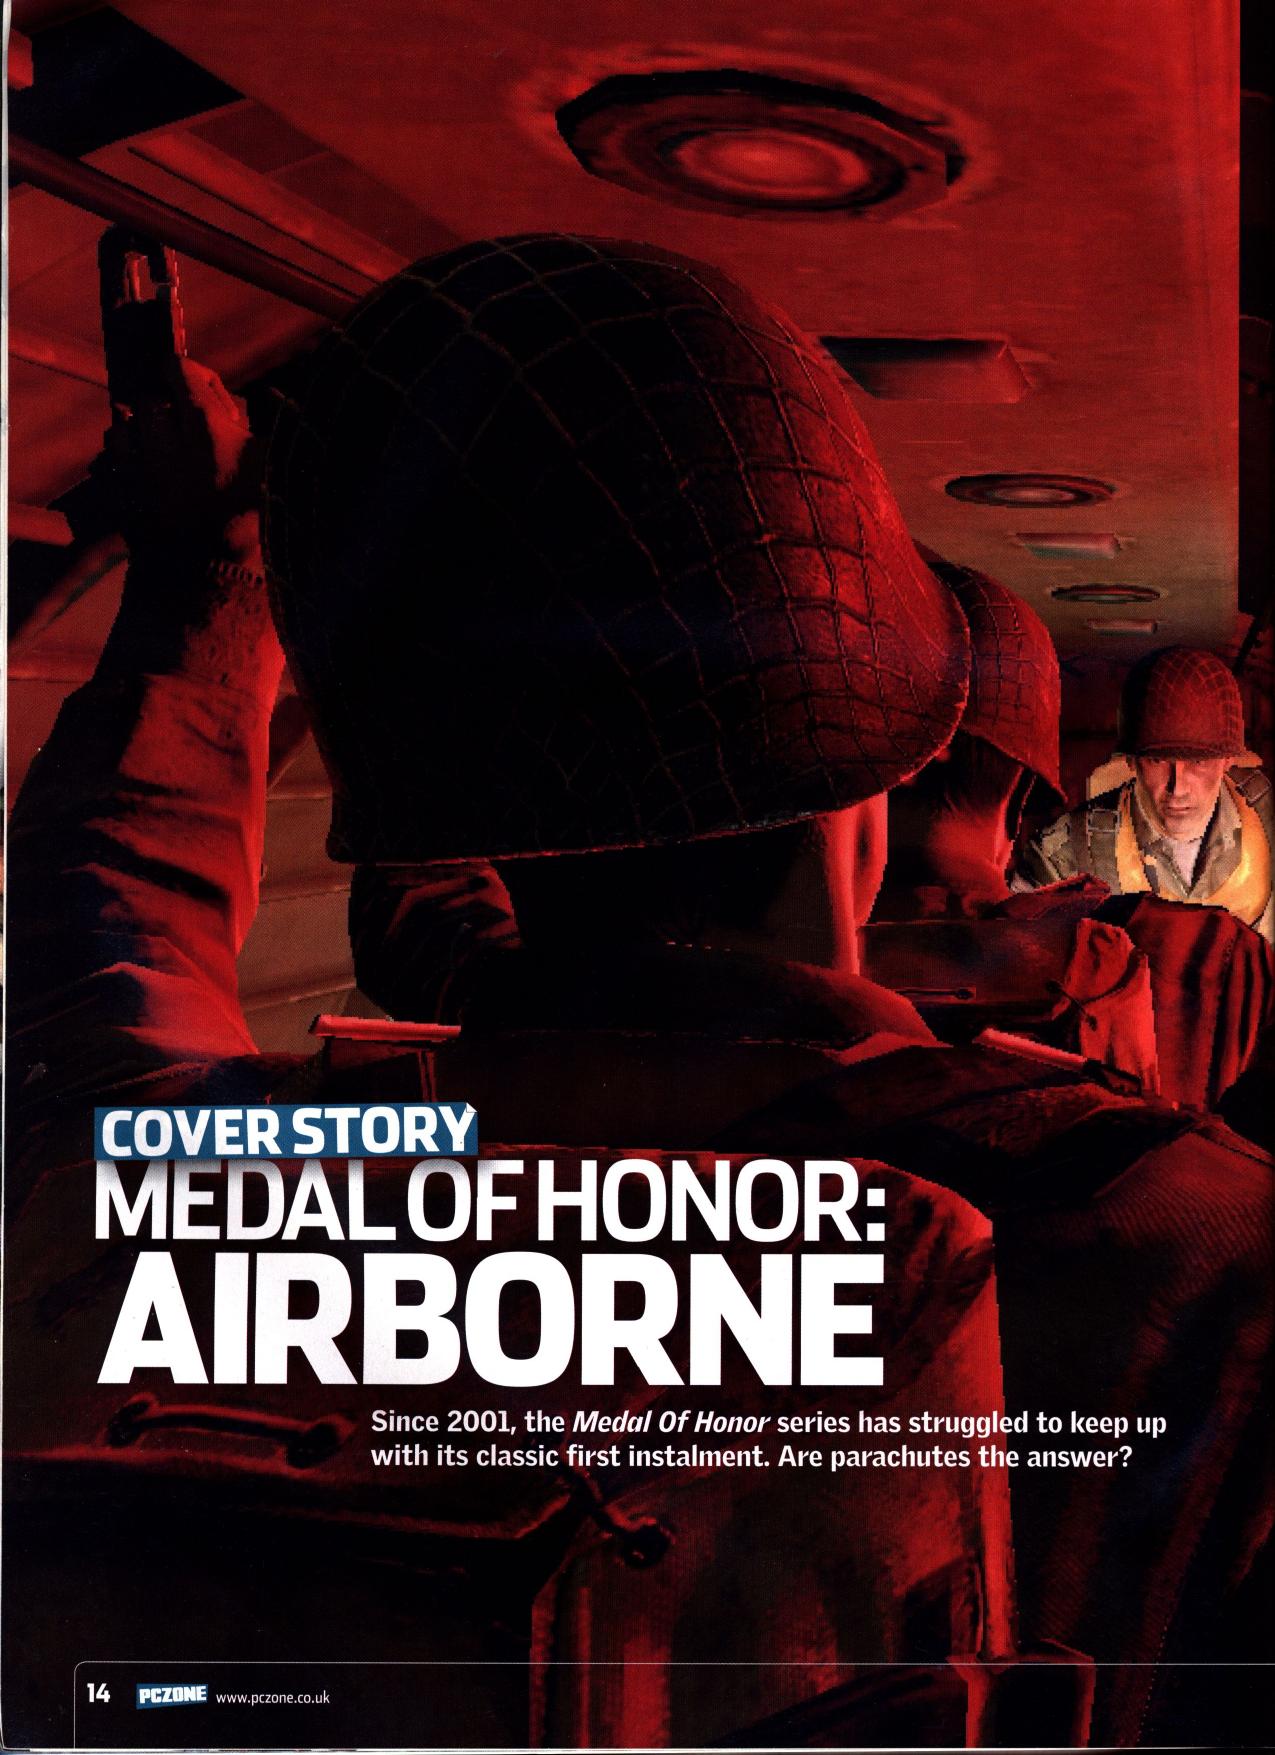 COVER STORY
MEDAL OF HONOR:
AIRBORNE
Since 2001, the Medal Of Honor series has struggled to keep up
with its classic first instalment. Are parachutes the answer?
14 PCZONE www.pczone.co.uk